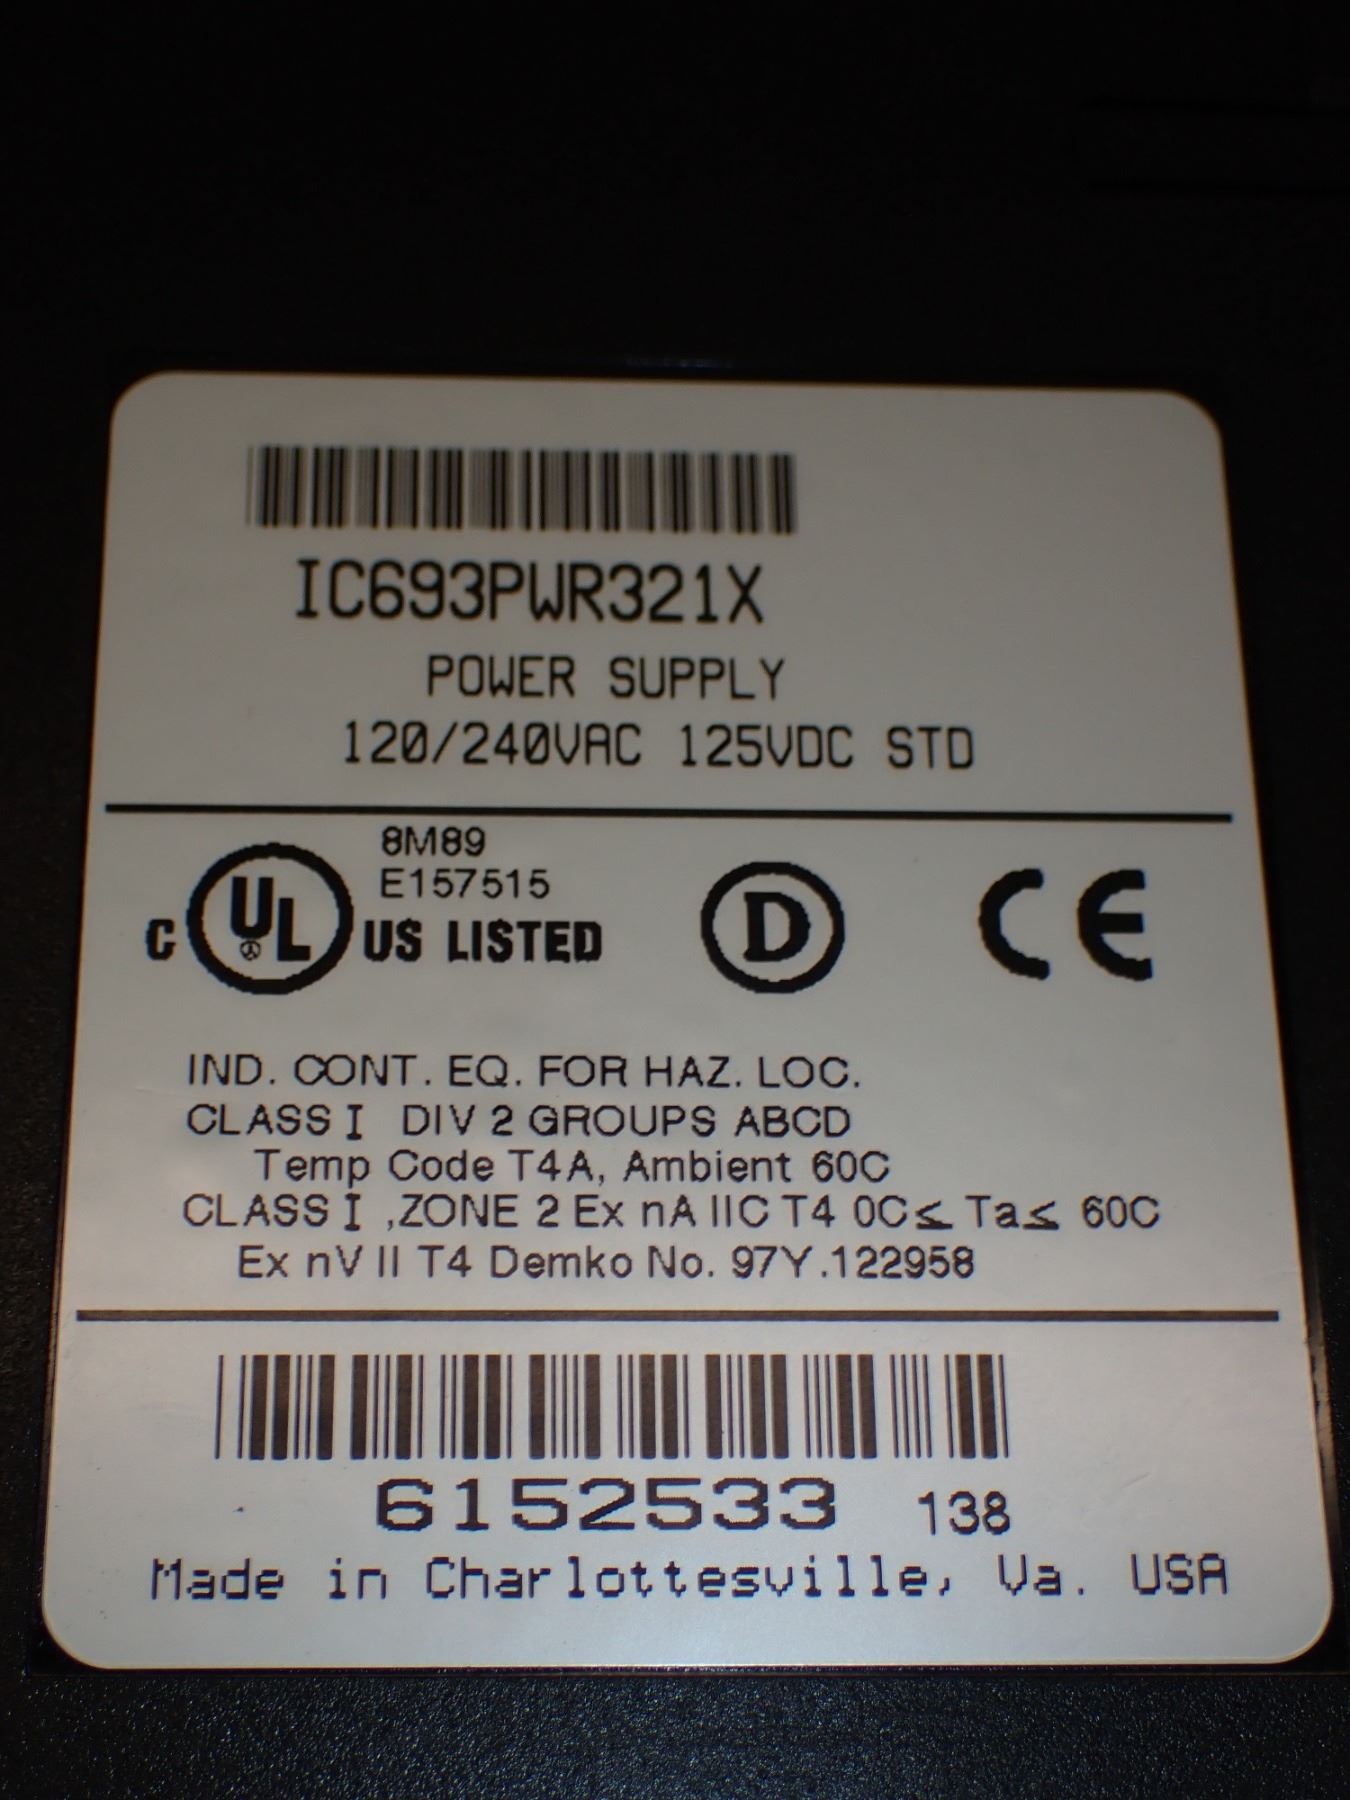 IC693PWR321X
POWER SUPPLY
120/240VAC 125VDC STD
8M89
E157515
C UL US LISTED
D
CE
IND. CONT. EQ. FOR HAZ. LOC.
CLASS I DIV 2 GROUPS ABCD
Temp Code T4A, Ambient 60C
CLASS I ,ZONE 2 Ex nA IIC T4 0C≤ Ta≤ 60C
Ex nV II T4 Demko No. 97Y.122958
6152533 138
Made in Charlottesville, Va. USA